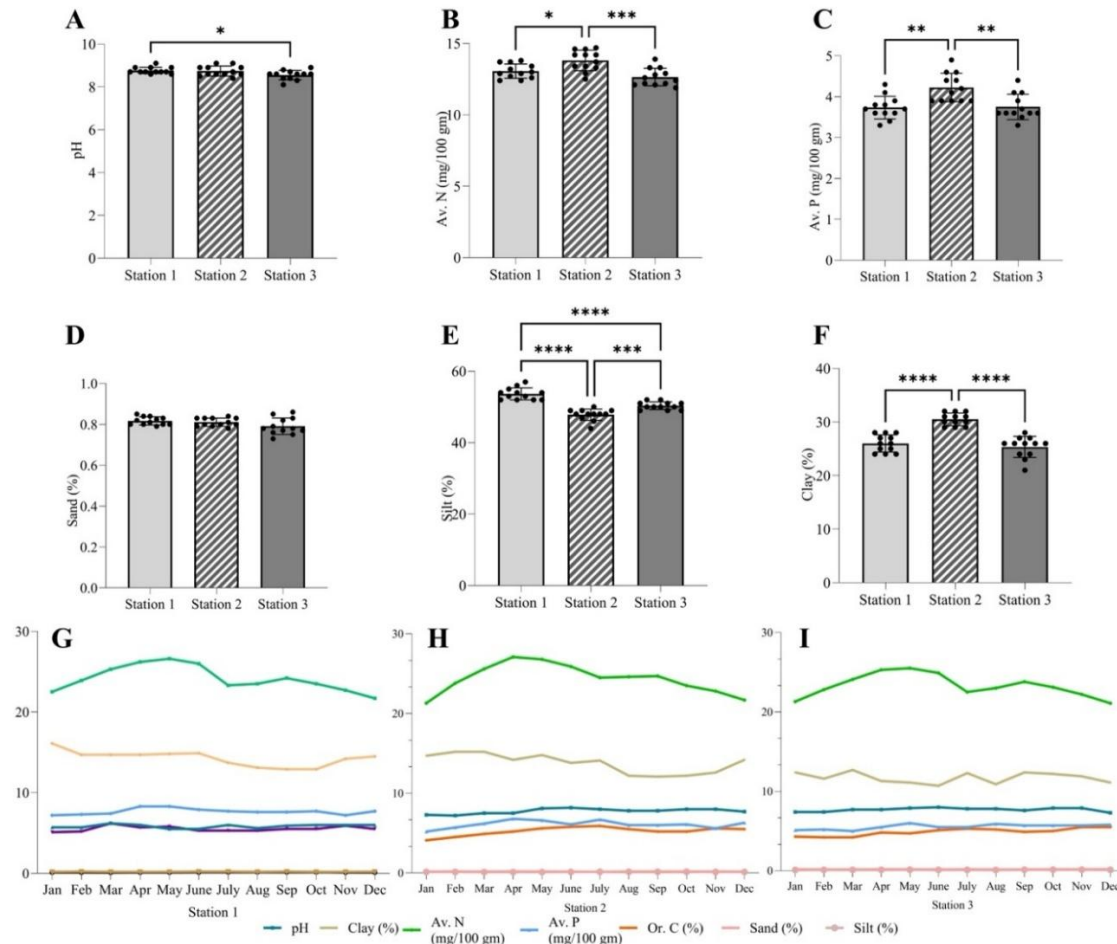 A
*
10
8
6
4
2
0
pH
Station 1 Station 2 Station 3
B
* ***
15
10
5
0
Av. N (mg/100 gm)
Station 1 Station 2 Station 3
C
** **
5
4
3
2
1
0
Av. P (mg/100 gm)
Station 1 Station 2 Station 3
D
1.0
0.8
0.6
0.4
0.2
0.0
Sand (%)
Station 1 Station 2 Station 3
E
****
**** ***
60
40
20
0
Silt (%)
Station 1 Station 2 Station 3
F
**** ****
40
30
20
10
0
Clay (%)
Station 1 Station 2 Station 3
G
30
20
10
0
Jan Feb Mar Apr May June July Aug Sep Oct Nov Dec
Station 1
H
30
20
10
0
Jan Feb Mar Apr May June July Aug Sep Oct Nov Dec
Station 2
I
30
20
10
0
Jan Feb Mar Apr May June July Aug Sep Oct Nov Dec
Station 3
pH Clay (%) Av. N (mg/100 gm) Av. P (mg/100 gm) Or. C (%) Sand (%) Silt (%)